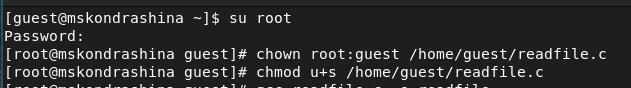 [guest@mskondrashina ~]$ su root
Password:
[root@mskondrashina guest]# chown root:guest /home/guest/readfile.c
[root@mskondrashina guest]# chmod u+s /home/guest/readfile.c